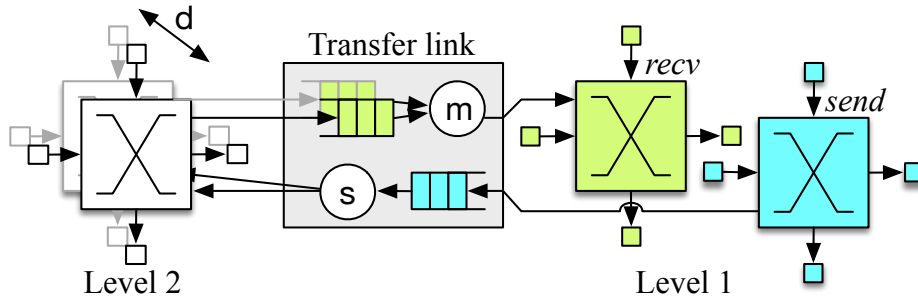 d
Transfer link
recv
send
m
s
Level 2
Level 1